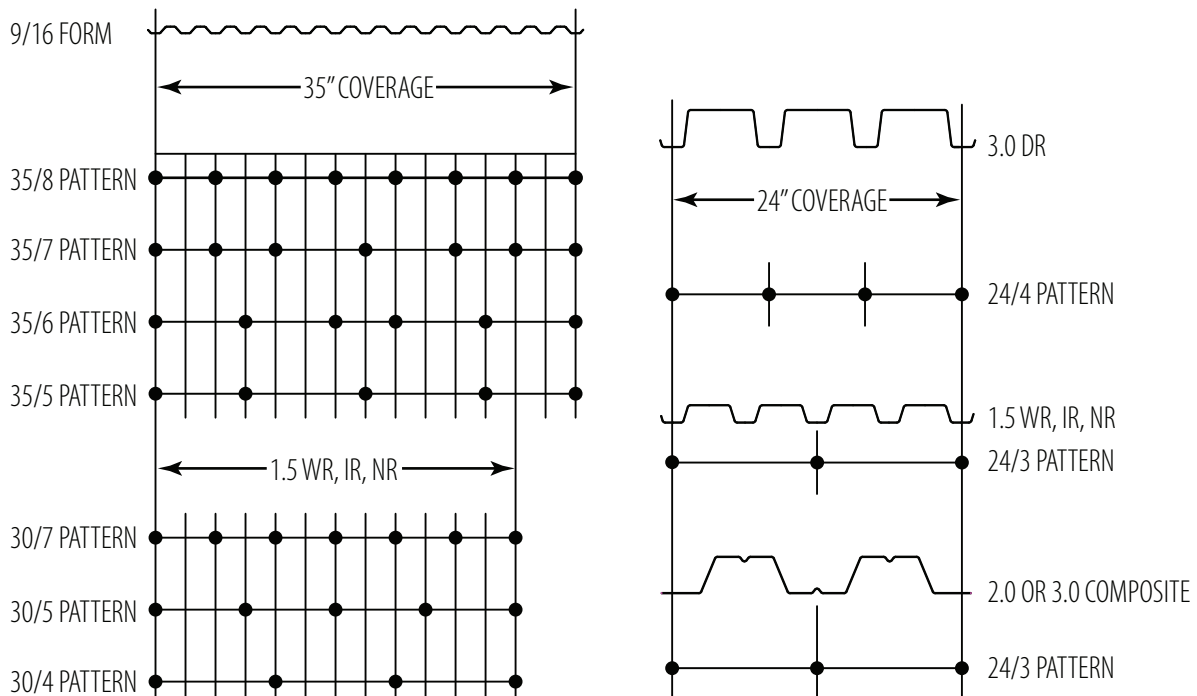 9/16 FORM
35” COVERAGE
35/8 PATTERN
35/7 PATTERN
35/6 PATTERN
35/5 PATTERN
1.5 WR, IR, NR
30/7 PATTERN
30/5 PATTERN
30/4 PATTERN
3.0 DR
24” COVERAGE
24/4 PATTERN
1.5 WR, IR, NR
24/3 PATTERN
2.0 OR 3.0 COMPOSITE
24/3 PATTERN